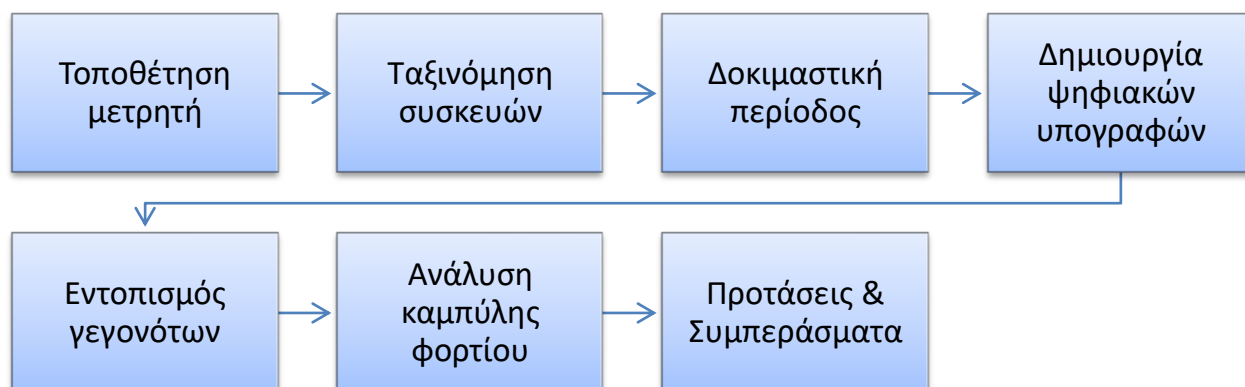 Τοποθέτηση
μετρητή
Ταξινόμηση
συσκευών
Δοκιμαστική
περίοδος
Δημιουργία
ψηφιακών
υπογραφών
Εντοπισμός
γεγονότων
Ανάλυση
καμπύλης
φορτίου
Προτάσεις &
Συμπεράσματα